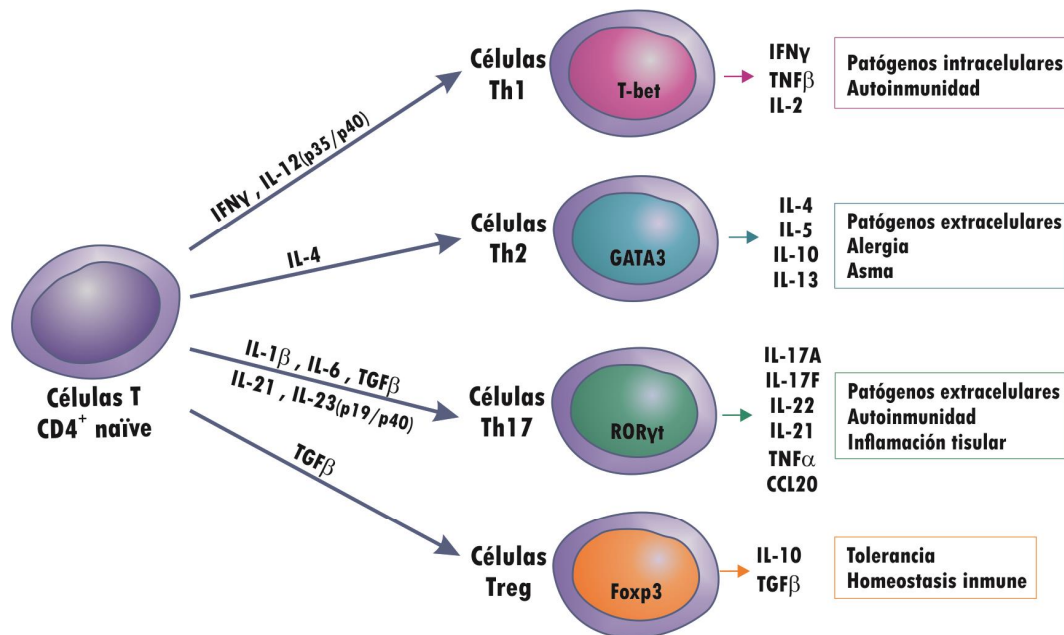 Células T
CD4⁺ naïve
IFNγ , IL-12(p35/p40)
Células
Th1
T-bet
IFNγ
TNFβ
IL-2
Patógenos intracelulares
Autoinmunidad
IL-4
Células
Th2
GATA3
IL-4
IL-5
IL-10
IL-13
Patógenos extracelulares
Alergia
Asma
IL-1β , IL-6 , TGFβ
IL-21 , IL-23(p19/p40)
Células
Th17
RORγt
IL-17A
IL-17F
IL-22
IL-21
TNFα
CCL20
Patógenos extracelulares
Autoinmunidad
Inflamación tisular
TGFβ
Células
Treg
Foxp3
IL-10
TGFβ
Tolerancia
Homeostasis inmune